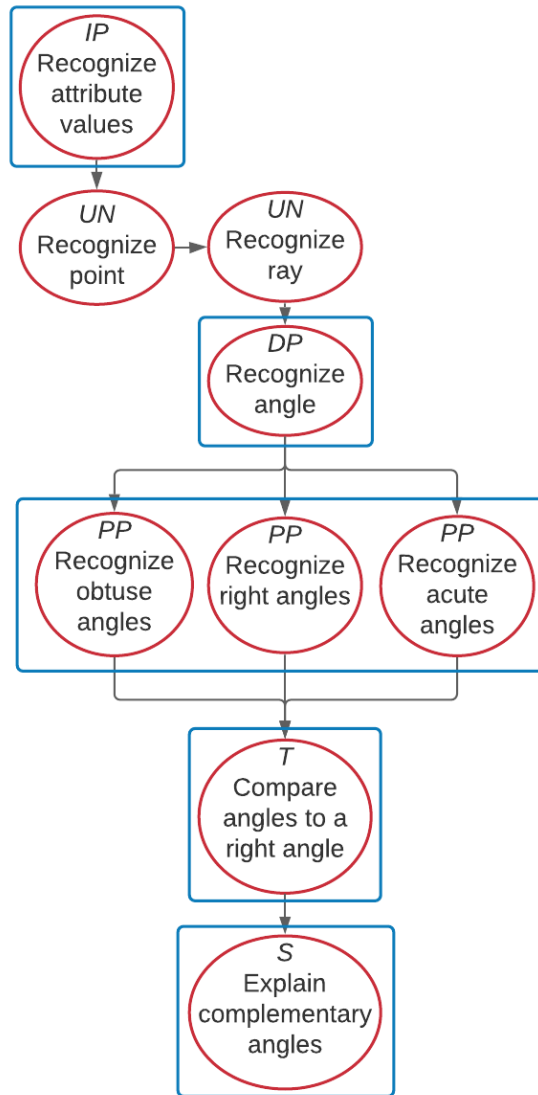 IP
Recognize
attribute
values
UN
Recognize
point
UN
Recognize
ray
DP
Recognize
angle
PP
Recognize
obtuse
angles
PP
Recognize
right angles
PP
Recognize
acute
angles
T
Compare
angles to a
right angle
S
Explain
complementary
angles